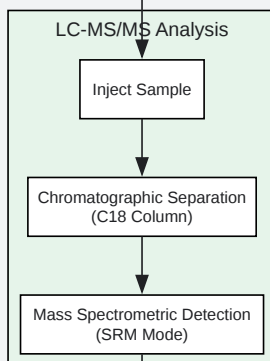 LC-MS/MS Analysis
Inject Sample
Chromatographic Separation
(C18 Column)
Mass Spectrometric Detection
(SRM Mode)